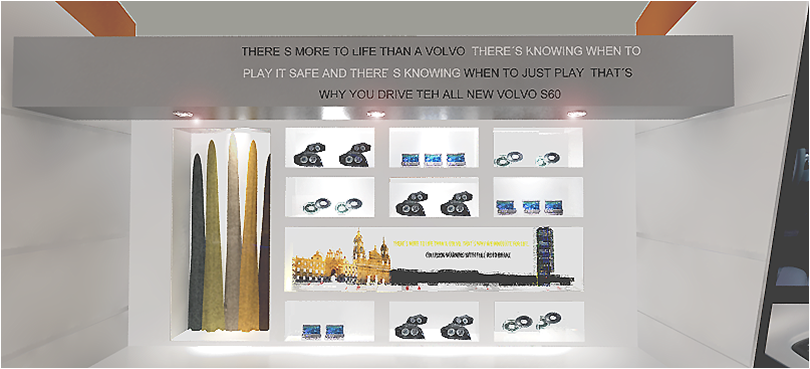 THERE S MORE TO LIFE THAN A VOLVO THERE´S KNOWING WHEN TO
PLAY IT SAFE AND THERE´S KNOWING WHEN TO JUST PLAY THAT´S
WHY YOU DRIVE TEH ALL NEW VOLVO S60